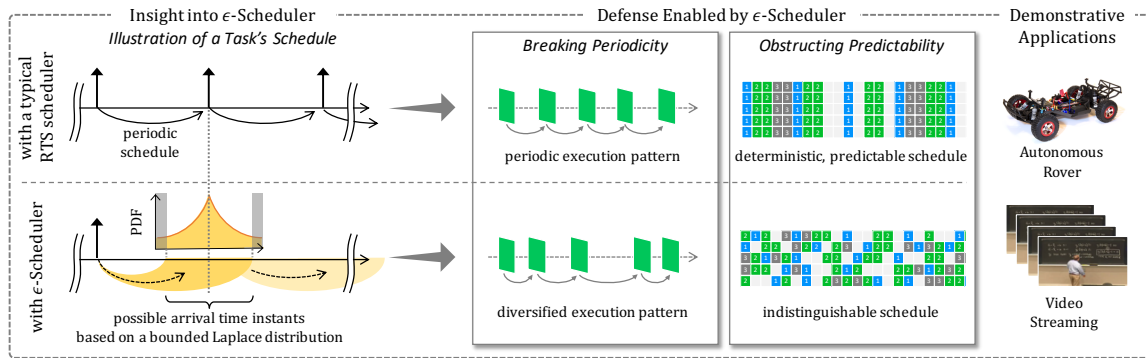 Insight into ϵ-Scheduler
Illustration of a Task's Schedule
Defense Enabled by ϵ-Scheduler
Demonstrative
Applications
with a typical
RTS scheduler
periodic
schedule
Breaking Periodicity
periodic execution pattern
Obstructing Predictability
deterministic, predictable schedule
Autonomous
Rover
with ϵ-Scheduler
PDF
possible arrival time instants
based on a bounded Laplace distribution
diversified execution pattern
indistinguishable schedule
Video
Streaming